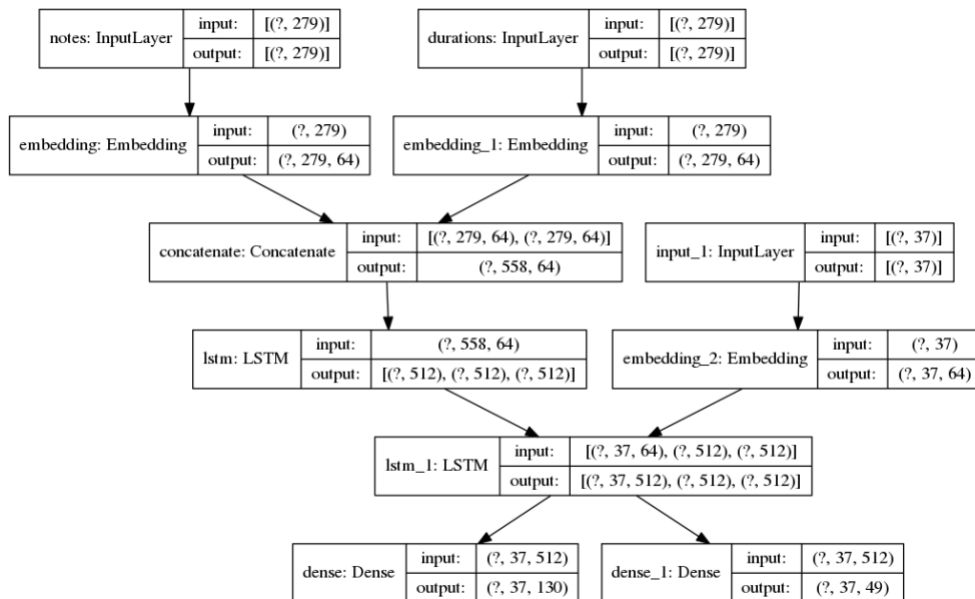 notes: InputLayer input: [(?, 279)]
output: [(?, 279)]
durations: InputLayer input: [(?, 279)]
output: [(?, 279)]
embedding: Embedding input: (?, 279)
output: (?, 279, 64)
embedding_1: Embedding input: (?, 279)
output: (?, 279, 64)
concatenate: Concatenate input: [(?, 279, 64), (?, 279, 64)]
output: (?, 558, 64)
input_1: InputLayer input: [(?, 37)]
output: [(?, 37)]
lstm: LSTM input: (?, 558, 64)
output: [(?, 512), (?, 512), (?, 512)]
embedding_2: Embedding input: (?, 37)
output: (?, 37, 64)
lstm_1: LSTM input: [(?, 37, 64), (?, 512), (?, 512)]
output: [(?, 37, 512), (?, 512), (?, 512)]
dense: Dense input: (?, 37, 512)
output: (?, 37, 130)
dense_1: Dense input: (?, 37, 512)
output: (?, 37, 49)